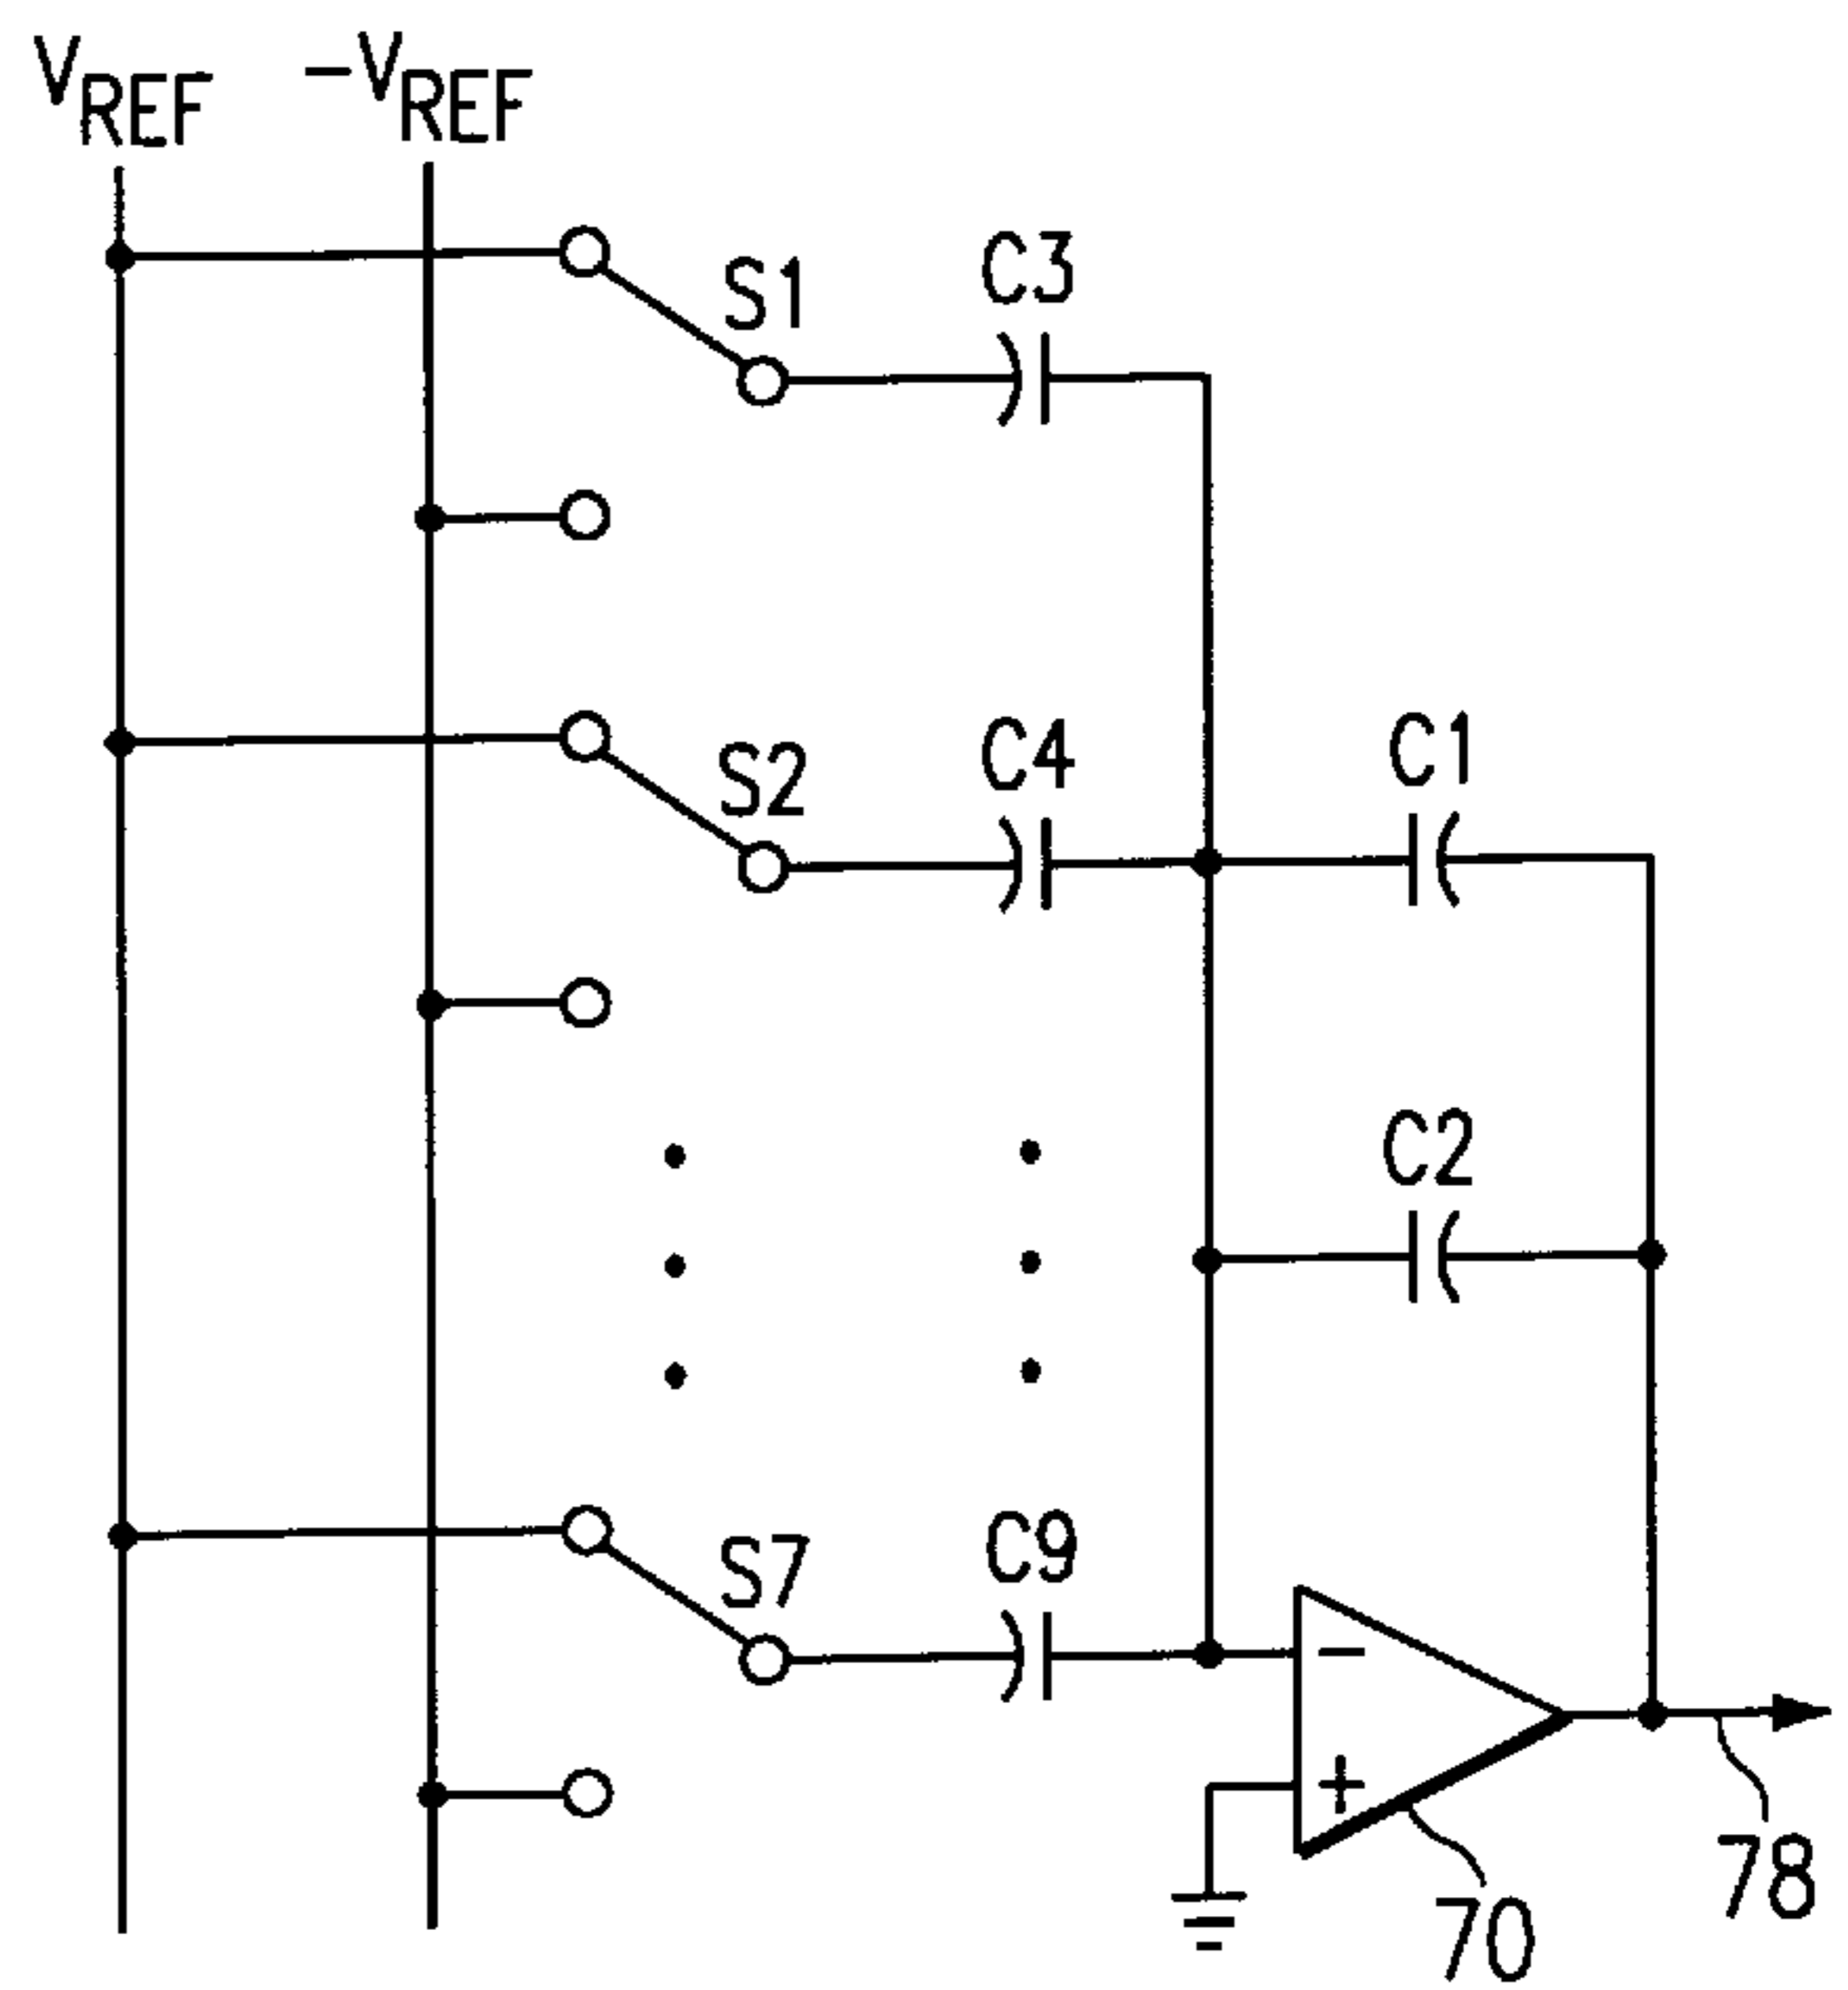 VREF -VREF
S1 C3
S2 C4 C1
C2
S7 C9
-
+
78
70